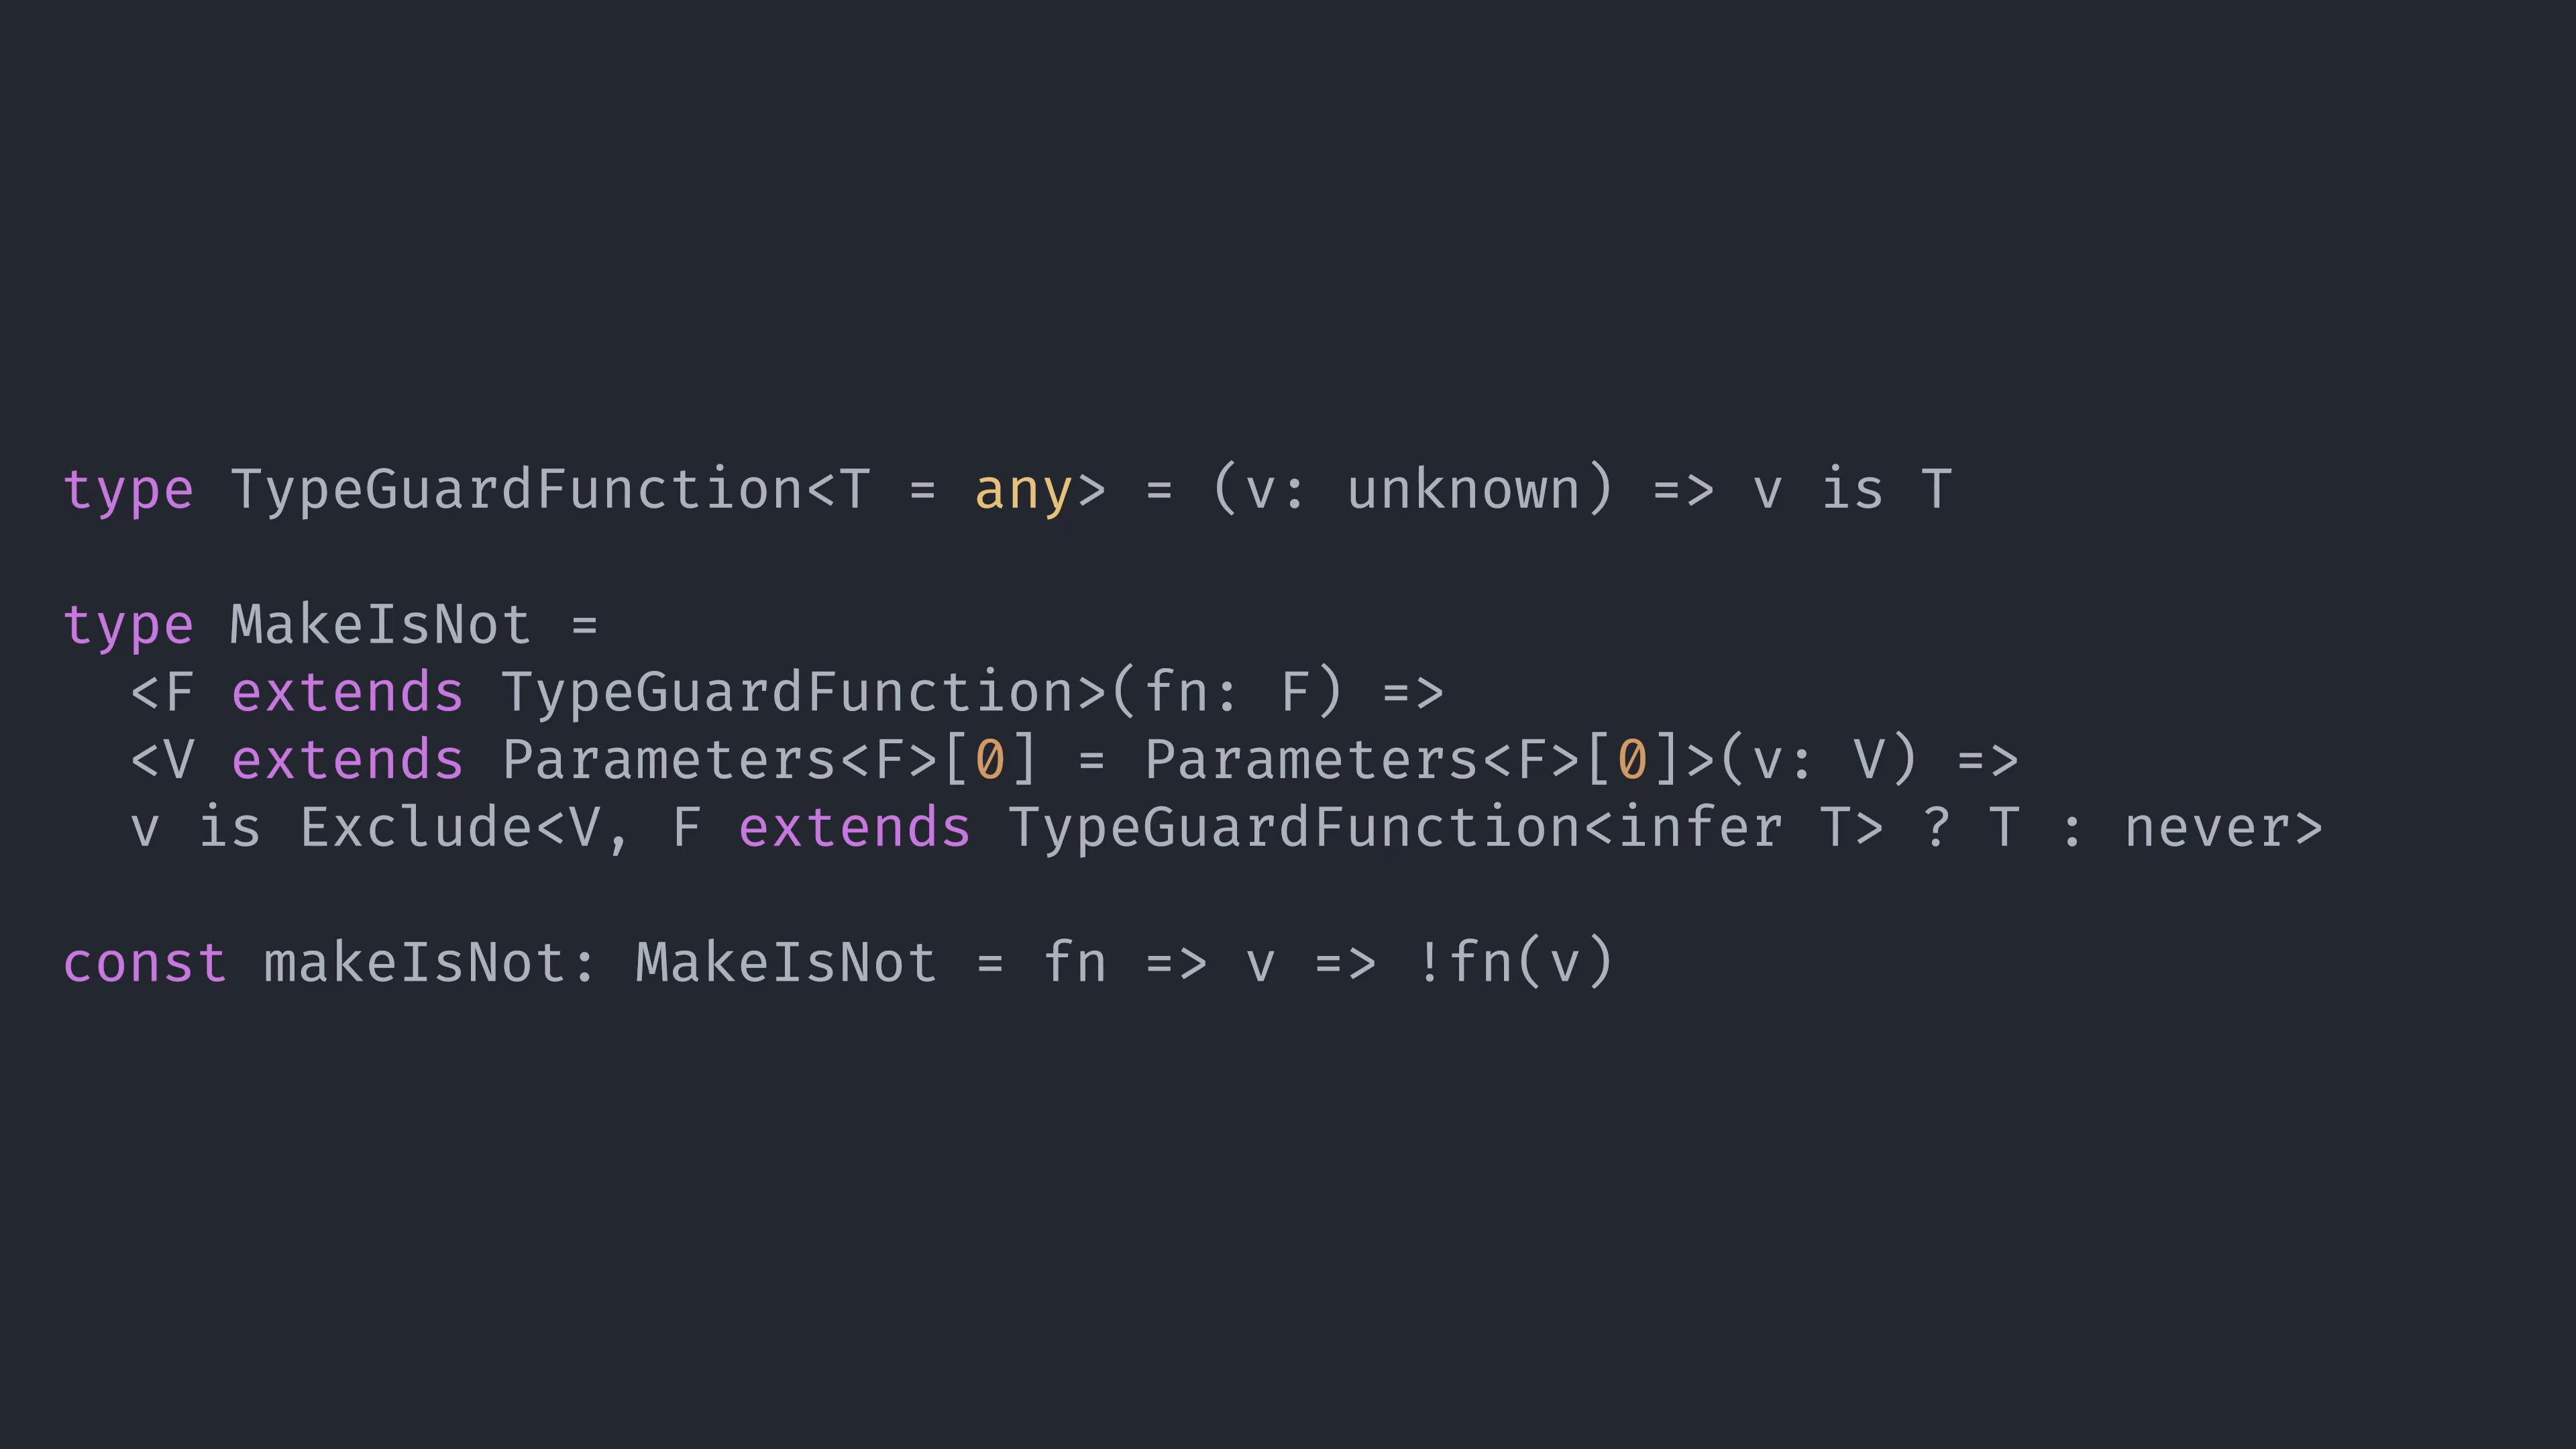 type TypeGuardFunction<T = any> = (v: unknown) => v is T
type MakeIsNot =
<F extends TypeGuardFunction>(fn: F) =>
<V extends Parameters<F>[0] = Parameters<F>[0]>(v: V) =>
v is Exclude<V, F extends TypeGuardFunction<infer T> ? T : never>
const makeIsNot: MakeIsNot = fn => v => !fn(v)